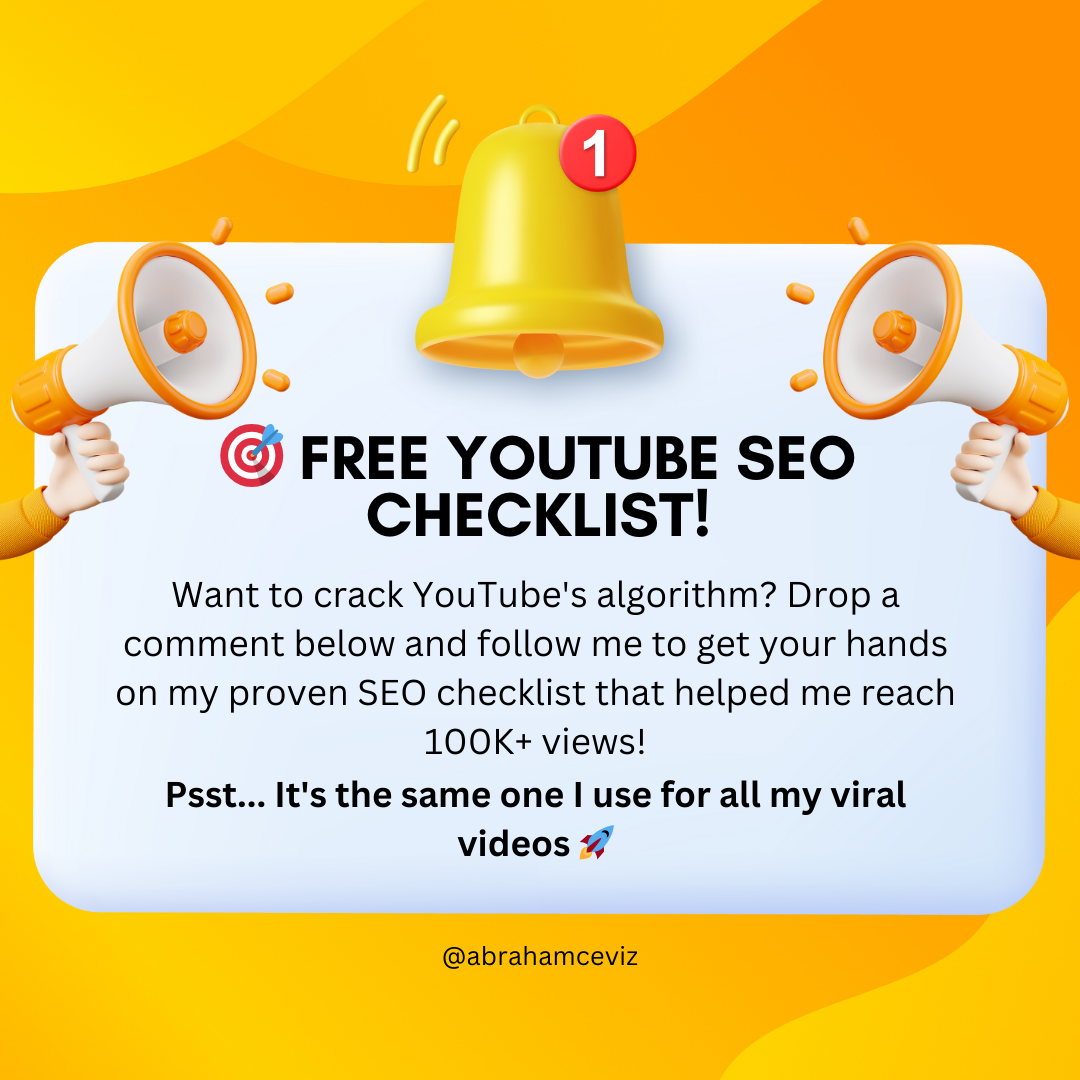 1
🎯 FREE YOUTUBE SEO
CHECKLIST!
Want to crack YouTube's algorithm? Drop a
comment below and follow me to get your hands
on my proven SEO checklist that helped me reach
100K+ views!
Psst... It's the same one I use for all my viral
videos 🚀
@abrahamceviz